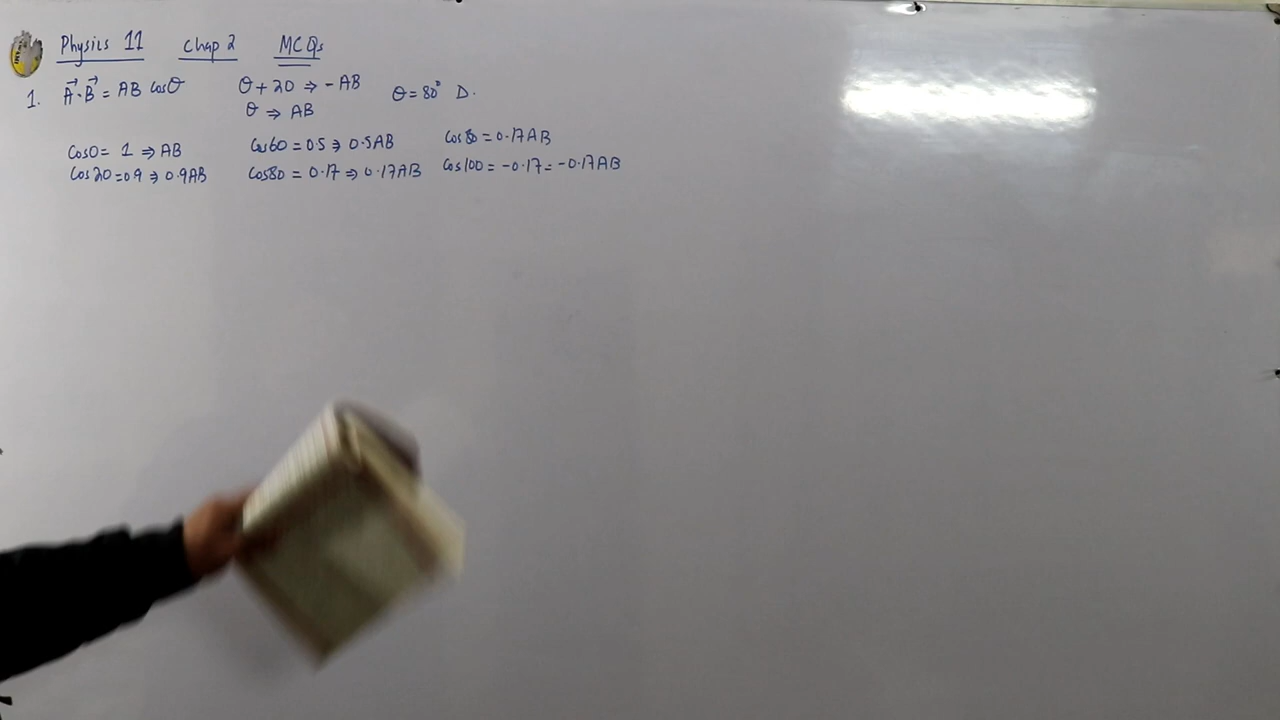 Physics 11 Chap 2 MCQs
1. A⃗·B⃗ = AB cosθ θ+20 ⇒ -AB θ=80° D.
θ ⇒ AB
Cos0= 1 ⇒ AB Cos60=0.5 ⇒ 0.5AB Cos80=0.17AB
Cos20=0.9 ⇒ 0.9AB Cos80 = 0.17 ⇒ 0.17AB Cos100=-0.17=-0.17AB